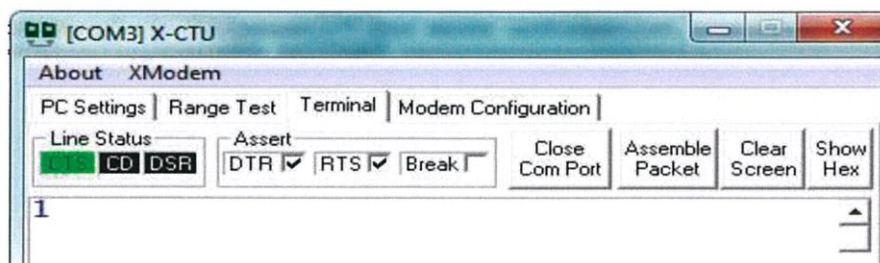 [COM3] X-CTU
About XModem
PC Settings Range Test Terminal Modem Configuration
Line Status Assert
CTS CD DSR DTR RTS Break Close Com Port Assemble Packet Clear Screen Show Hex
1